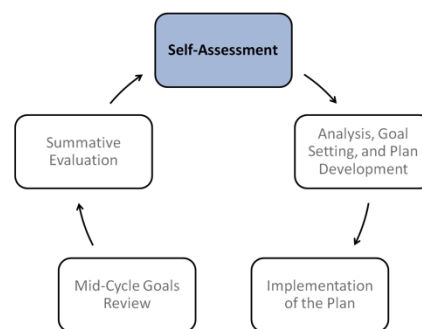 Self-Assessment
Analysis, Goal
Setting, and Plan
Development
Implementation
of the Plan
Mid-Cycle Goals
Review
Summative
Evaluation